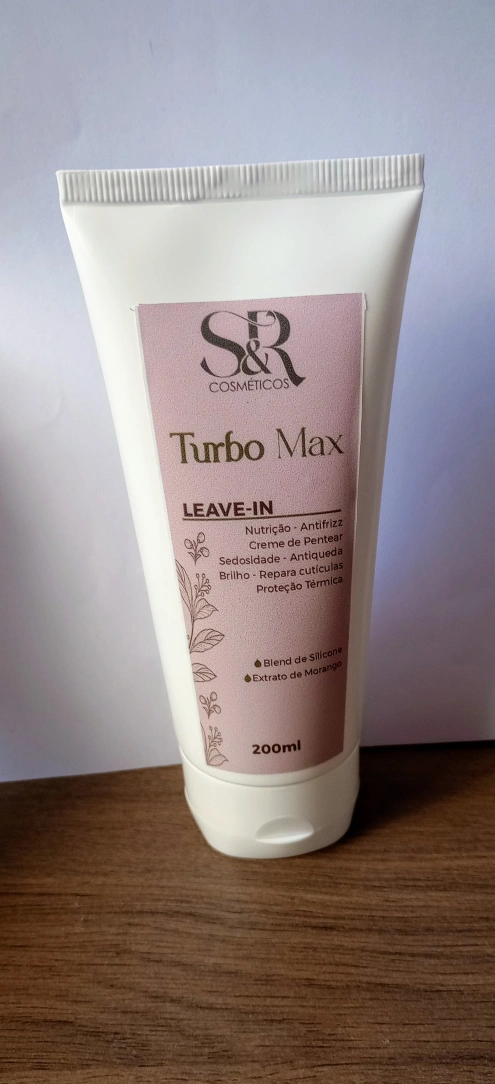 S&R
COSMÉTICOS
Turbo Max
LEAVE-IN
Nutrição - Antifrizz
Creme de Pentear
Sedosidade - Antiqueda
Brilho - Repara cutículas
Proteção Térmica
Blend de Silicone
Extrato de Morango
200ml